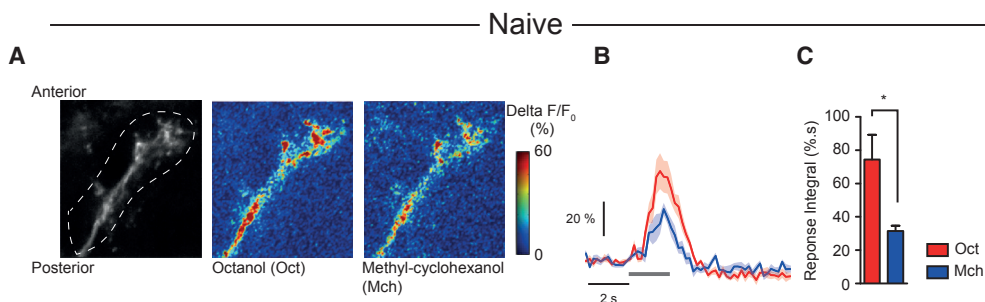 Naive
A
Anterior
Posterior
Octanol (Oct)
Methyl-cyclohexanol
(Mch)
Delta F/F0
(%)
60
0
B
20 %
2 s
C
Reponse Integral (%.s)
100
80
60
40
20
0
*
Oct
Mch